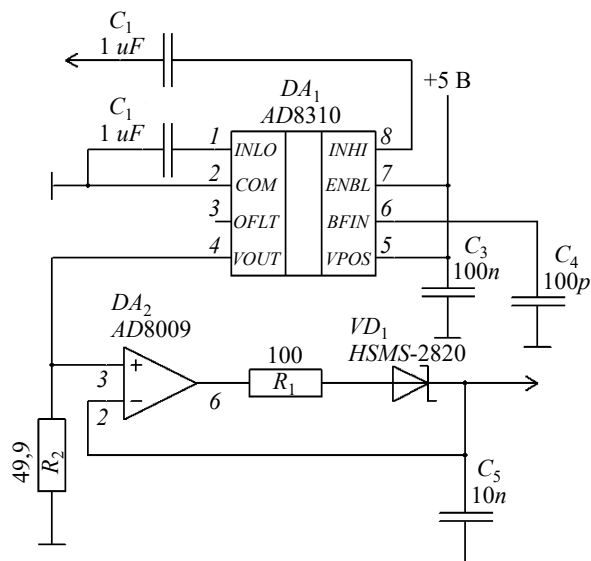 C1
1 uF
+5 В
C1
1 uF
DA1
AD8310
1 INLO INHI 8
2 COM ENBL 7
3 OFLT BFIN 6
4 VOUT VPOS 5
C3
100n
C4
100p
DA2
AD8009
VD1
HSMS-2820
100
R1
+
3
−
2
6
49,9
R2
C5
10n